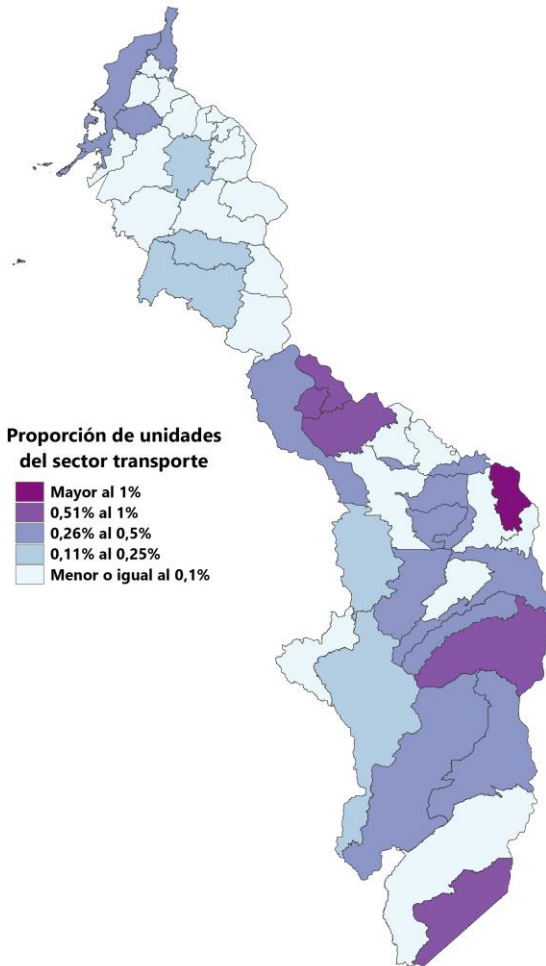 Proporción de unidades
del sector transporte
Mayor al 1%
0,51% al 1%
0,26% al 0,5%
0,11% al 0,25%
Menor o igual al 0,1%